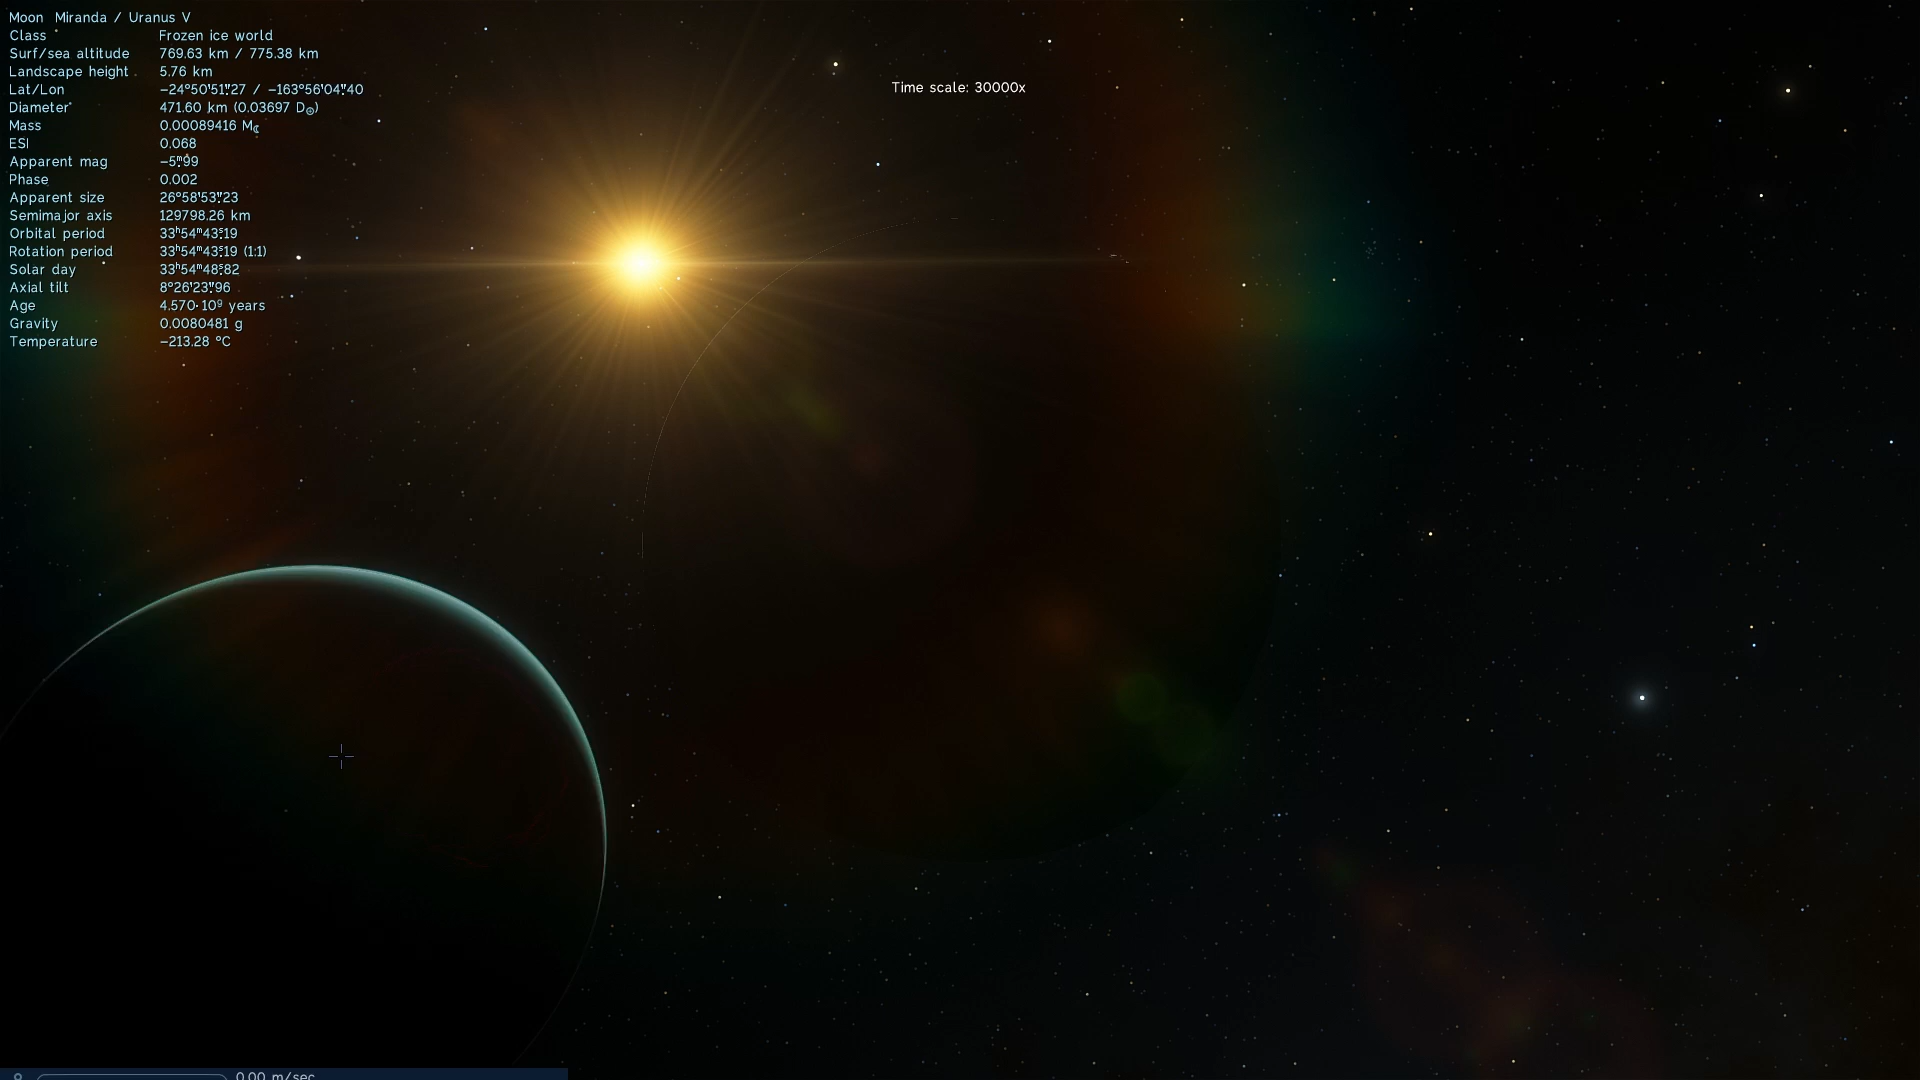 Moon Miranda / Uranus V
Class Frozen ice world
Surf/sea altitude 769.63 km / 775.38 km
Landscape height 5.76 km
Lat/Lon −24°50'51."27 / −163°56'04."40
Diameter 471.60 km (0.03697 D⊕)
Mass 0.00089416 M☾
ESI 0.068
Apparent mag −5ᵐ.99
Phase 0.002
Apparent size 26°58'53."23
Semimajor axis 129798.26 km
Orbital period 33ʰ54ᵐ43ˢ.19
Rotation period 33ʰ54ᵐ43ˢ.19 (1:1)
Solar day 33ʰ54ᵐ48ˢ.82
Axial tilt 8°26'23."96
Age 4.570·10⁹ years
Gravity 0.0080481 g
Temperature −213.28 °C
Time scale: 30000x
0.00 m/sec